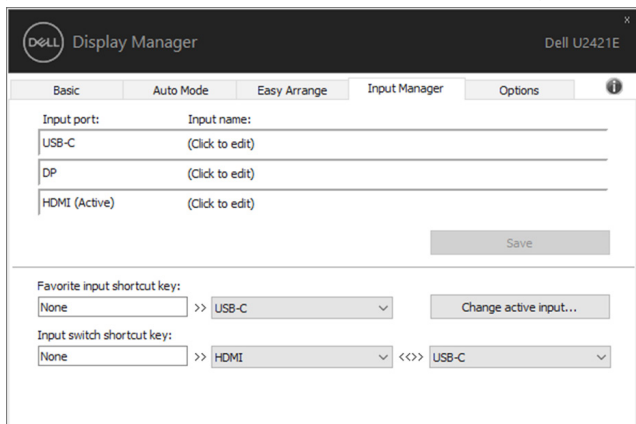 x
DELL Display Manager Dell U2421E
Basic Auto Mode Easy Arrange Input Manager Options i
Input port: Input name:
USB-C (Click to edit)
DP (Click to edit)
HDMI (Active) (Click to edit)
Save
Favorite input shortcut key:
None >> USB-C Change active input...
Input switch shortcut key:
None >> HDMI <<>> USB-C